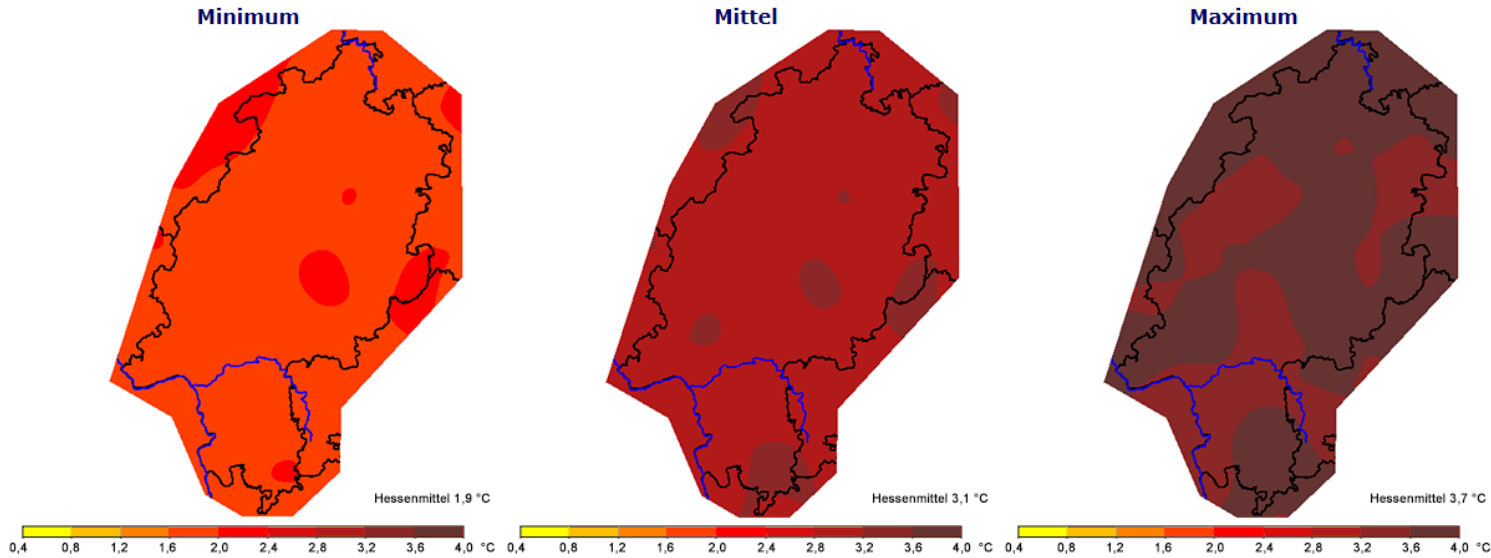 Minimum
Mittel
Maximum
Hessenmittel 1,9 °C
Hessenmittel 3,1 °C
Hessenmittel 3,7 °C
0,4 0,8 1,2 1,6 2,0 2,4 2,8 3,2 3,6 4,0 °C
0,4 0,8 1,2 1,6 2,0 2,4 2,8 3,2 3,6 4,0 °C
0,4 0,8 1,2 1,6 2,0 2,4 2,8 3,2 3,6 4,0 °C